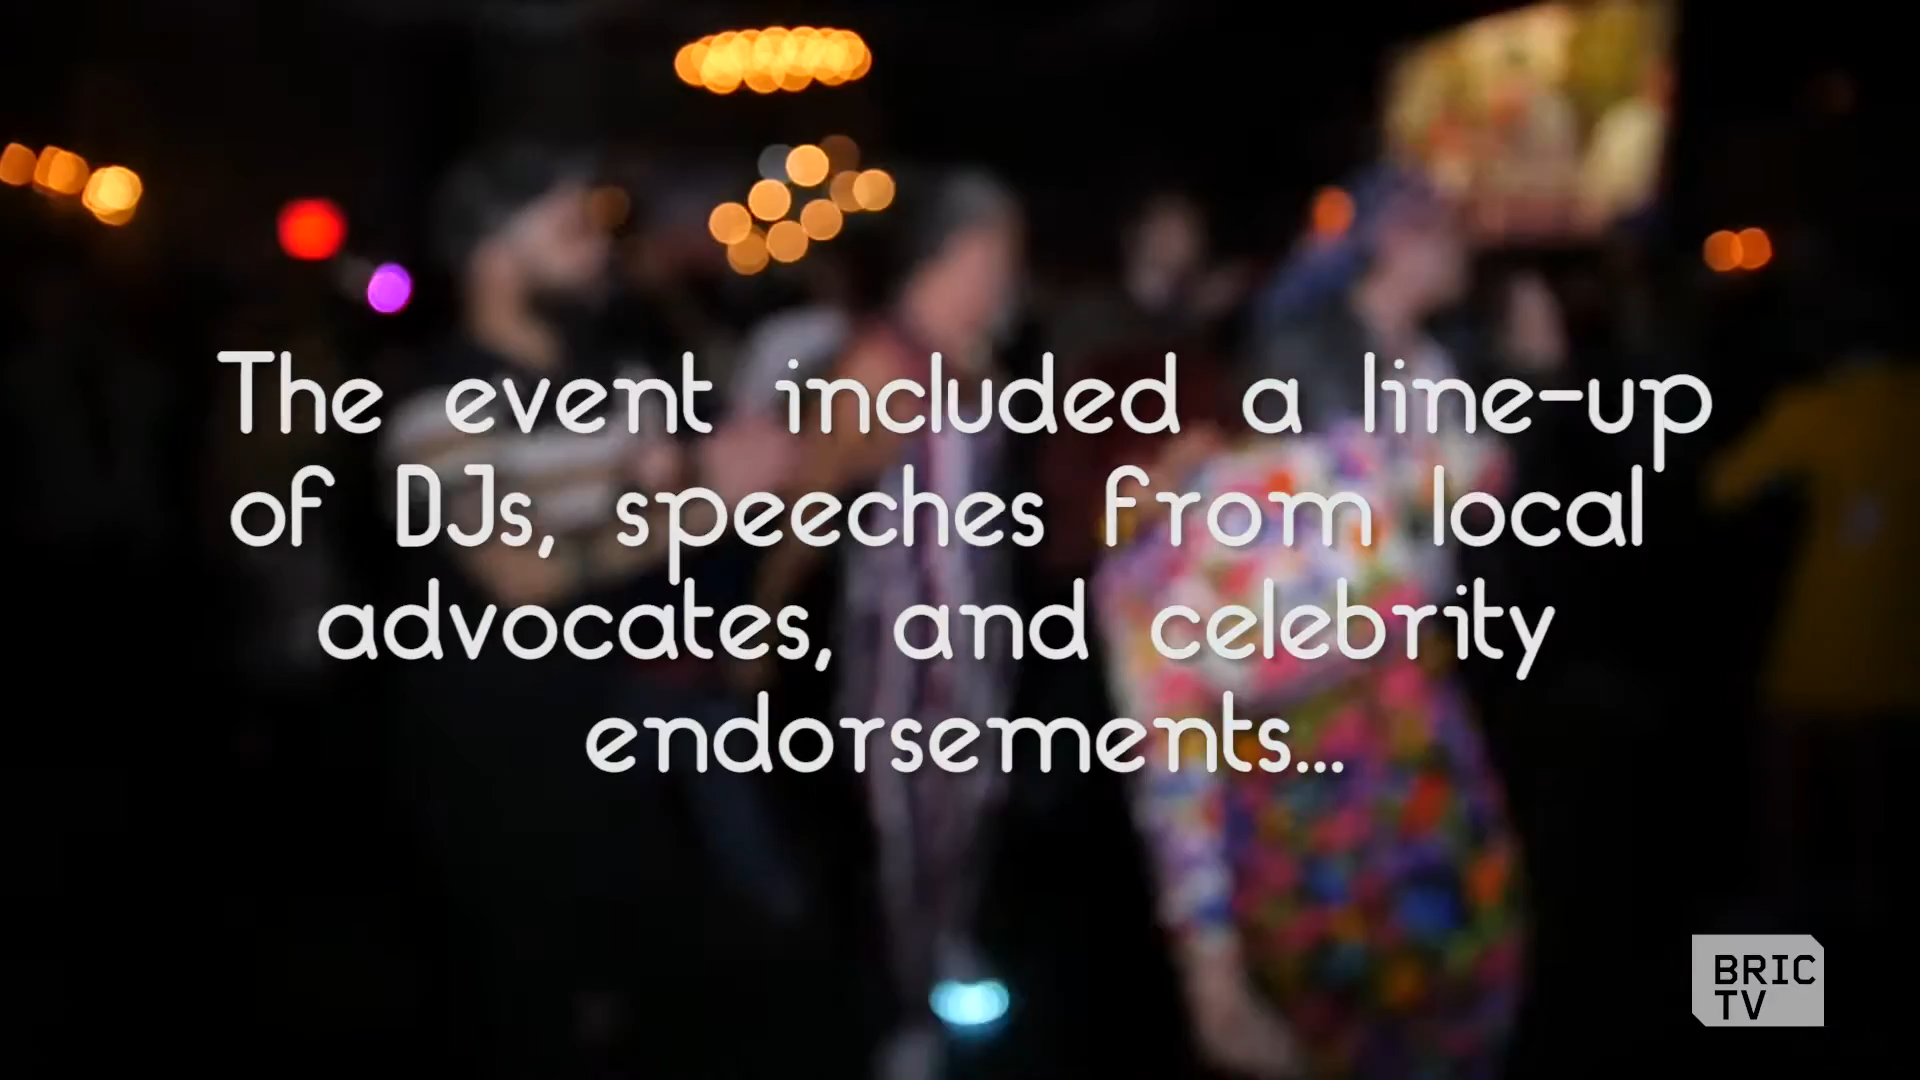 The event included a line-up
of DJs, speeches from local
advocates, and celebrity
endorsements...
BRIC
TV